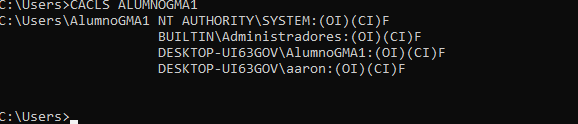 C:\Users>CACLS ALUMNOGMA1
C:\Users\AlumnoGMA1 NT AUTHORITY\SYSTEM:(OI)(CI)F
BUILTIN\Administradores:(OI)(CI)F
DESKTOP-UI63GOV\AlumnoGMA1:(OI)(CI)F
DESKTOP-UI63GOV\aaron:(OI)(CI)F
C:\Users>